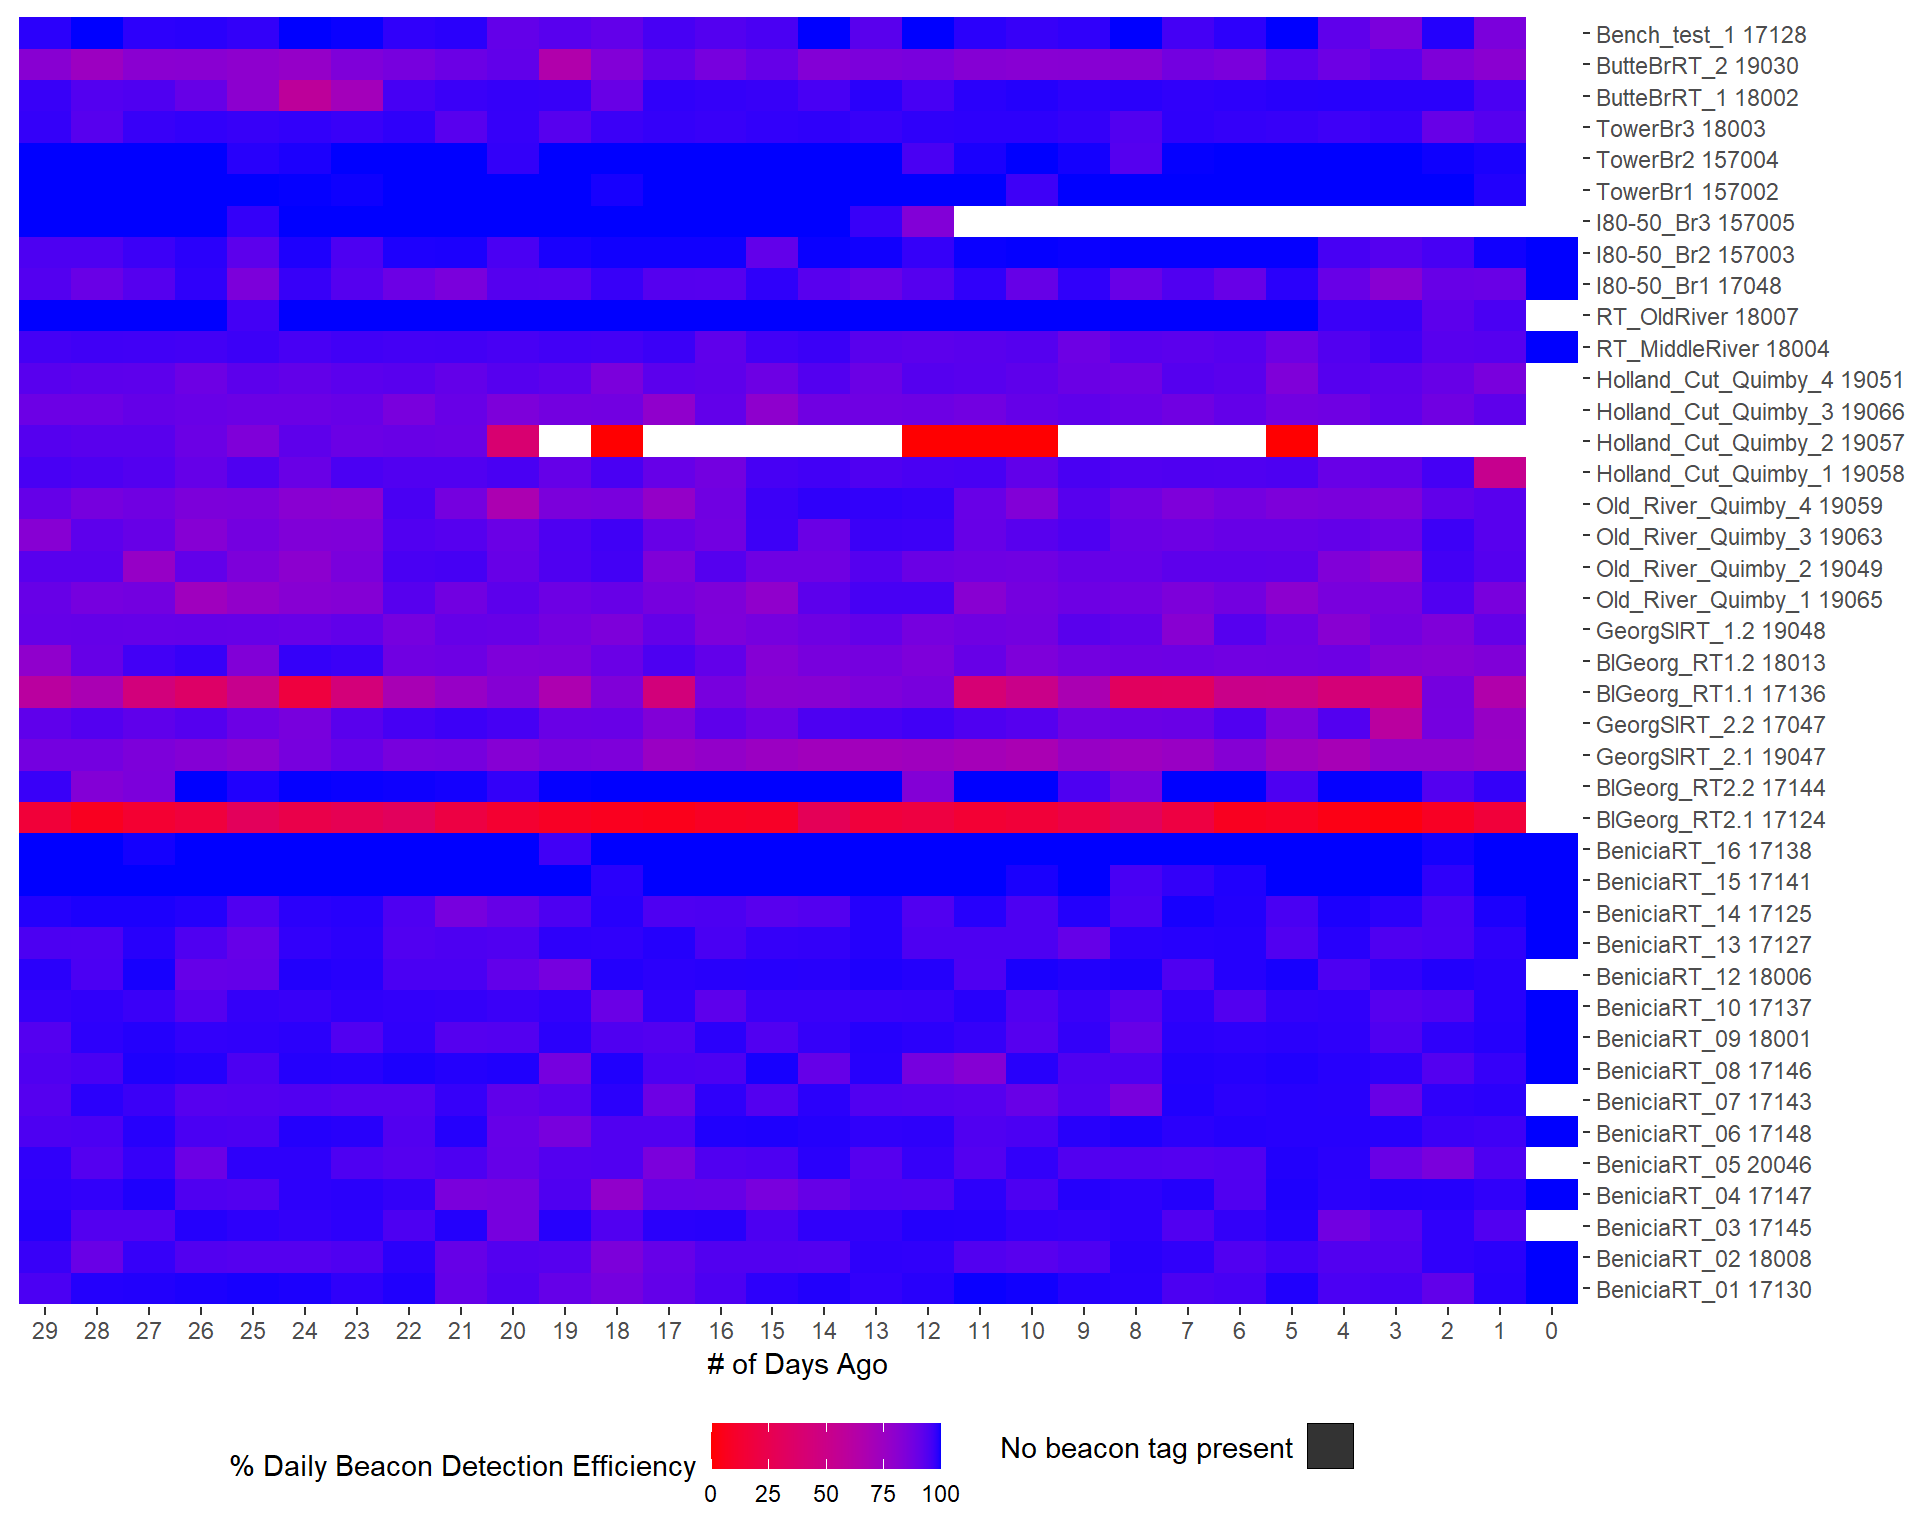 Bench_test_1 17128
ButteBrRT_2 19030
ButteBrRT_1 18002
TowerBr3 18003
TowerBr2 157004
TowerBr1 157002
I80-50_Br3 157005
I80-50_Br2 157003
I80-50_Br1 17048
RT_OldRiver 18007
RT_MiddleRiver 18004
Holland_Cut_Quimby_4 19051
Holland_Cut_Quimby_3 19066
Holland_Cut_Quimby_2 19057
Holland_Cut_Quimby_1 19058
Old_River_Quimby_4 19059
Old_River_Quimby_3 19063
Old_River_Quimby_2 19049
Old_River_Quimby_1 19065
GeorgSlRT_1.2 19048
BlGeorg_RT1.2 18013
BlGeorg_RT1.1 17136
GeorgSlRT_2.2 17047
GeorgSlRT_2.1 19047
BlGeorg_RT2.2 17144
BlGeorg_RT2.1 17124
BeniciaRT_16 17138
BeniciaRT_15 17141
BeniciaRT_14 17125
BeniciaRT_13 17127
BeniciaRT_12 18006
BeniciaRT_10 17137
BeniciaRT_09 18001
BeniciaRT_08 17146
BeniciaRT_07 17143
BeniciaRT_06 17148
BeniciaRT_05 20046
BeniciaRT_04 17147
BeniciaRT_03 17145
BeniciaRT_02 18008
BeniciaRT_01 17130
29 28 27 26 25 24 23 22 21 20 19 18 17 16 15 14 13 12 11 10 9 8 7 6 5 4 3 2 1 0
# of Days Ago
% Daily Beacon Detection Efficiency
0 25 50 75 100
No beacon tag present